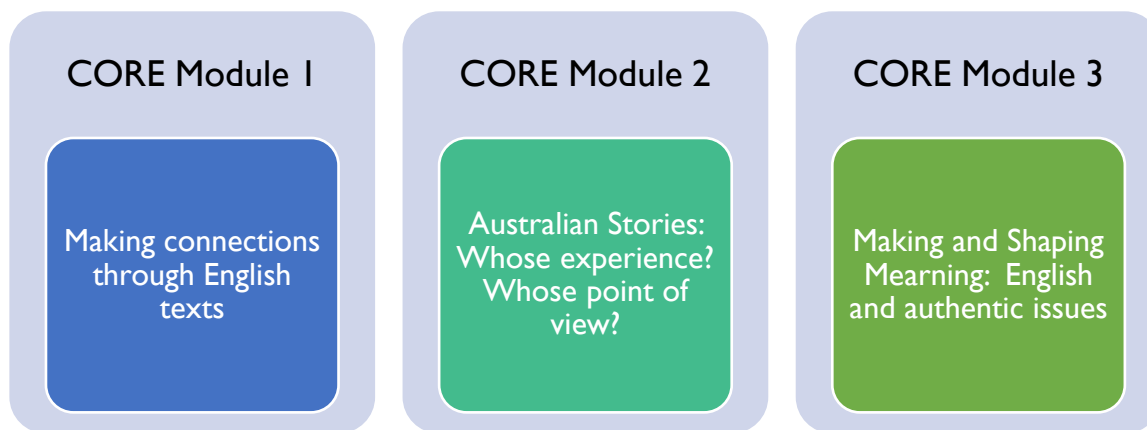 CORE Module 1
Making connections
through English
texts
CORE Module 2
Australian Stories:
Whose experience?
Whose point of
view?
CORE Module 3
Making and Shaping
Mearning: English
and authentic issues